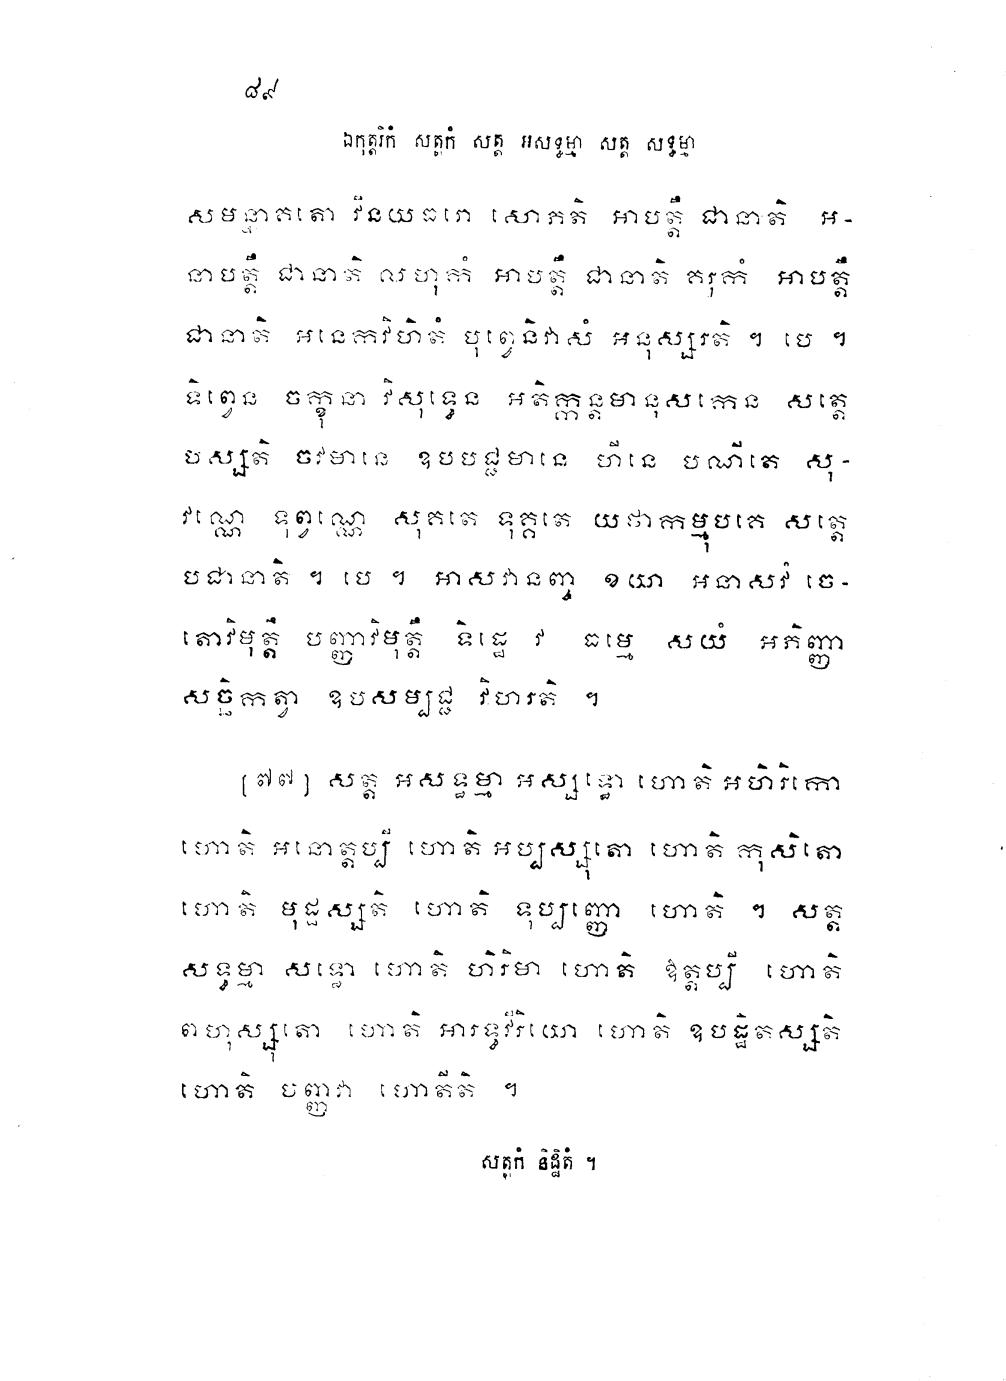 ៨៩
ឯកុត្តរិកំ សត្តកំ សត្ត អសទ្ធម្មា សត្ត សទ្ធម្មា
សមន្នាគតោ វិនយធរោ សោភតិ អាបត្តឹ ជានាតិ អ-
នាបត្តឹ ជានាតិ លហុកំ អាបត្តឹ ជានាតិ គរុកំ អាបត្តឹ
ជានាតិ អនេកវិហិតំ បុព្វេនិវាសំ អនុស្សរតិ ។ បេ ។
ទិព្វេន ចក្ខុនា វិសុទ្ធេន អតិក្កន្តមានុសកេន សត្តេ
បស្សតិ ចវមានេ ឧបបជ្ជមានេ ហីនេ បណីតេ សុ-
វណ្ណេ ទុព្វណ្ណេ សុគតេ ទុគ្គតេ យថាកម្មុបគេ សត្តេ
បជានាតិ ។ បេ ។ អាសវានញ្ច ខយា អនាសវំ ចេ-
តោវិមុត្តឹ បញ្ញាវិមុត្តឹ ទិដ្ឋេ វ ធម្មេ សយំ អភិញ្ញា
សច្ឆិកត្វា ឧបសម្បជ្ជ វិហរតិ ។
[៧៧] សត្ត អសទ្ធម្មា អស្សទ្ធោ ហោតិ អហិរិកោ
ហោតិ អនោត្តប្បី ហោតិ អប្បស្សុតោ ហោតិ កុសិតោ
ហោតិ មុដ្ឋស្សតិ ហោតិ ទុប្បញ្ញោ ហោតិ ។ សត្ត
សទ្ធម្មា សទ្ធោ ហោតិ ហិរិមា ហោតិ ឱត្តប្បី ហោតិ
ពហុស្សុតោ ហោតិ អារទ្ធវីរិយោ ហោតិ ឧបដ្ឋិតស្សតិ
ហោតិ បញ្ញវា ហោតីតិ ។
សត្តកំ និដ្ឋិតំ ។